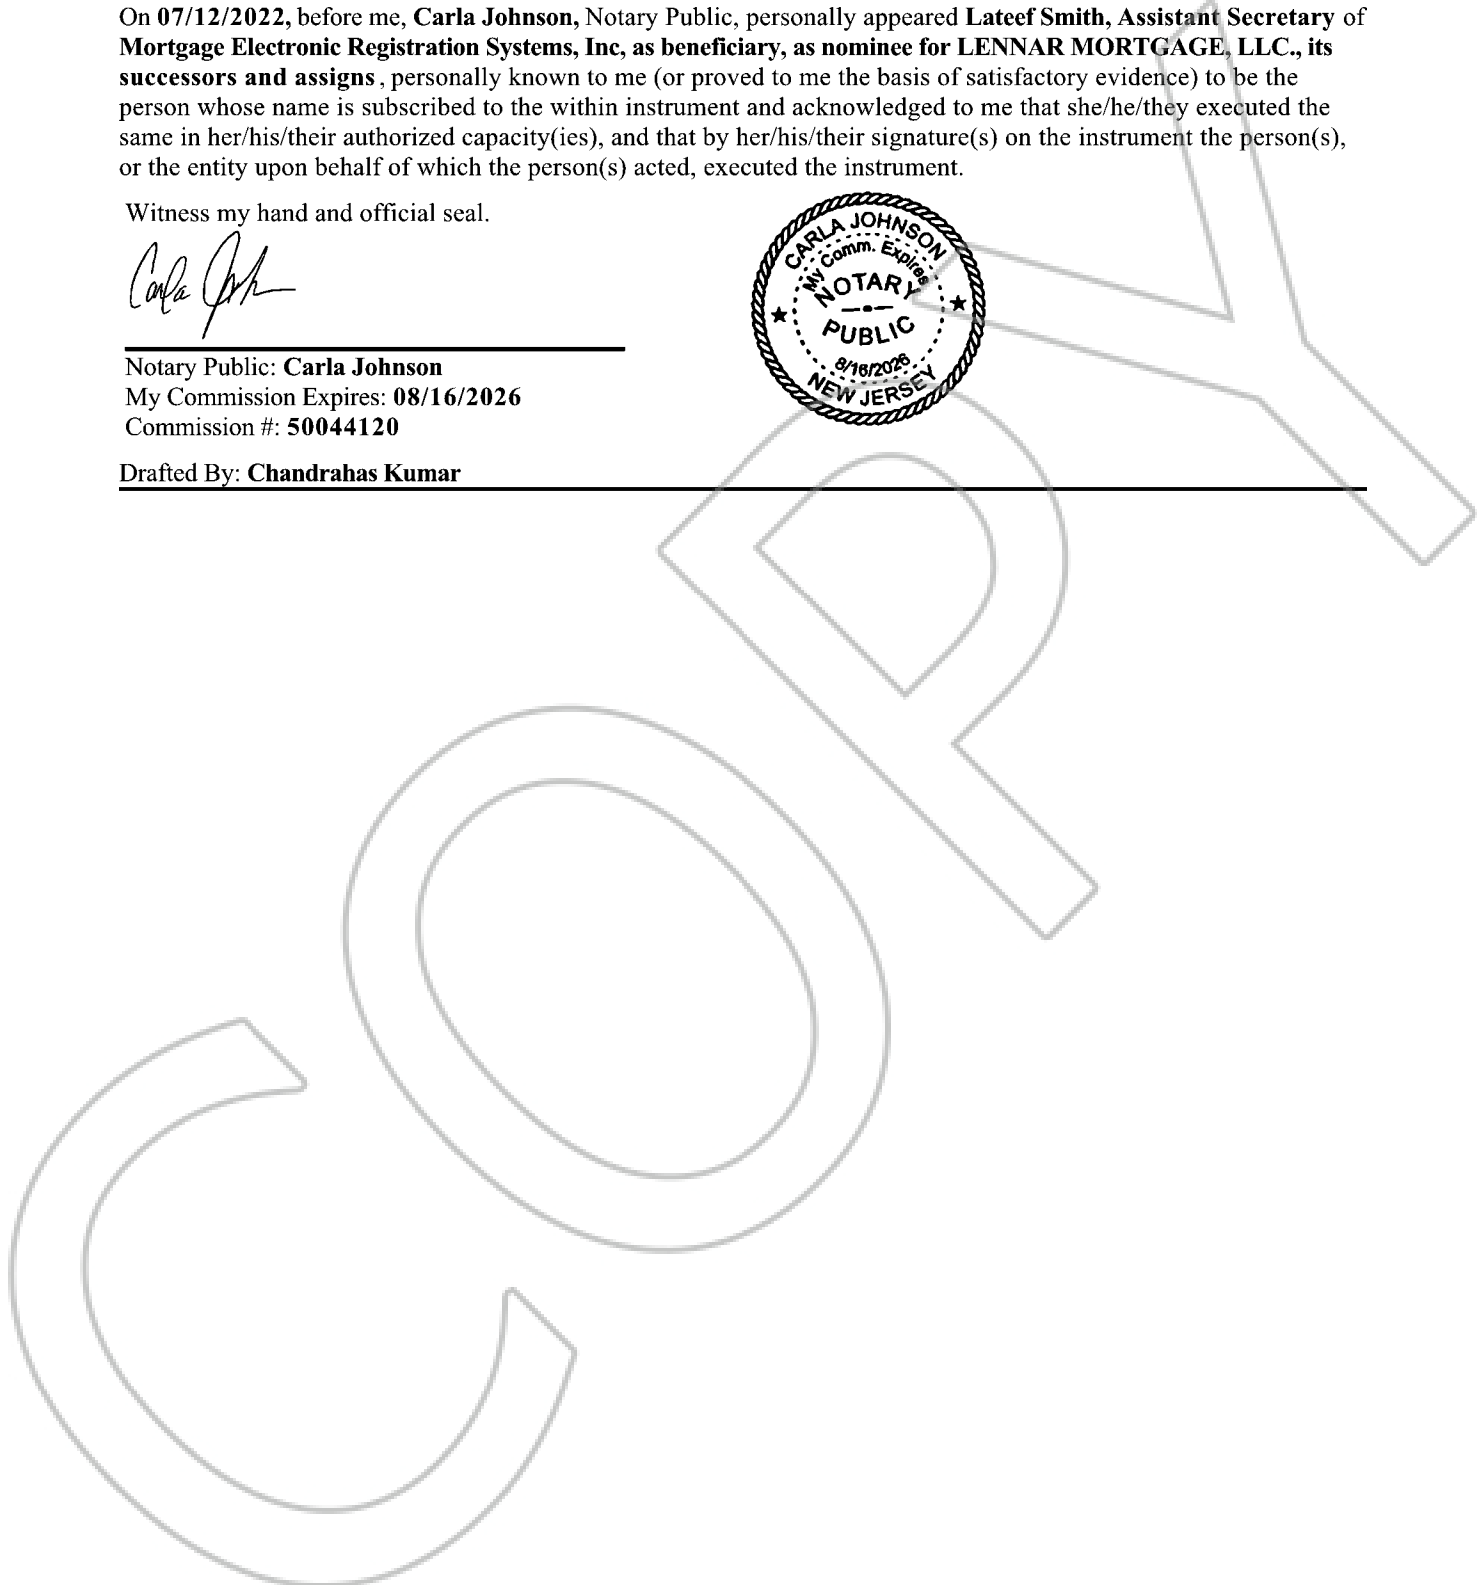 On 07/12/2022, before me, Carla Johnson, Notary Public, personally appeared Lateef Smith, Assistant Secretary of
Mortgage Electronic Registration Systems, Inc, as beneficiary, as nominee for LENNAR MORTGAGE, LLC., its
successors and assigns, personally known to me (or proved to me the basis of satisfactory evidence) to be the
person whose name is subscribed to the within instrument and acknowledged to me that she/he/they executed the
same in her/his/their authorized capacity(ies), and that by her/his/their signature(s) on the instrument the person(s),
or the entity upon behalf of which the person(s) acted, executed the instrument.
Witness my hand and official seal.
CARLA JOHNSON
My Comm. Expires
NOTARY
PUBLIC
8/16/2026
NEW JERSEY
Carla Joh
Notary Public: Carla Johnson
My Commission Expires: 08/16/2026
Commission #: 50044120
Drafted By: Chandrahas Kumar
COPY